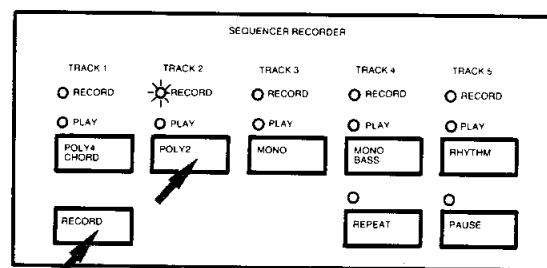 SEQUENCER RECORDER
TRACK 1 TRACK 2 TRACK 3 TRACK 4 TRACK 5
RECORD RECORD RECORD RECORD RECORD
PLAY PLAY PLAY PLAY PLAY
POLY4 CHORD
POLY2
MONO
MONO BASS
RHYTHM
RECORD
REPEAT
PAUSE